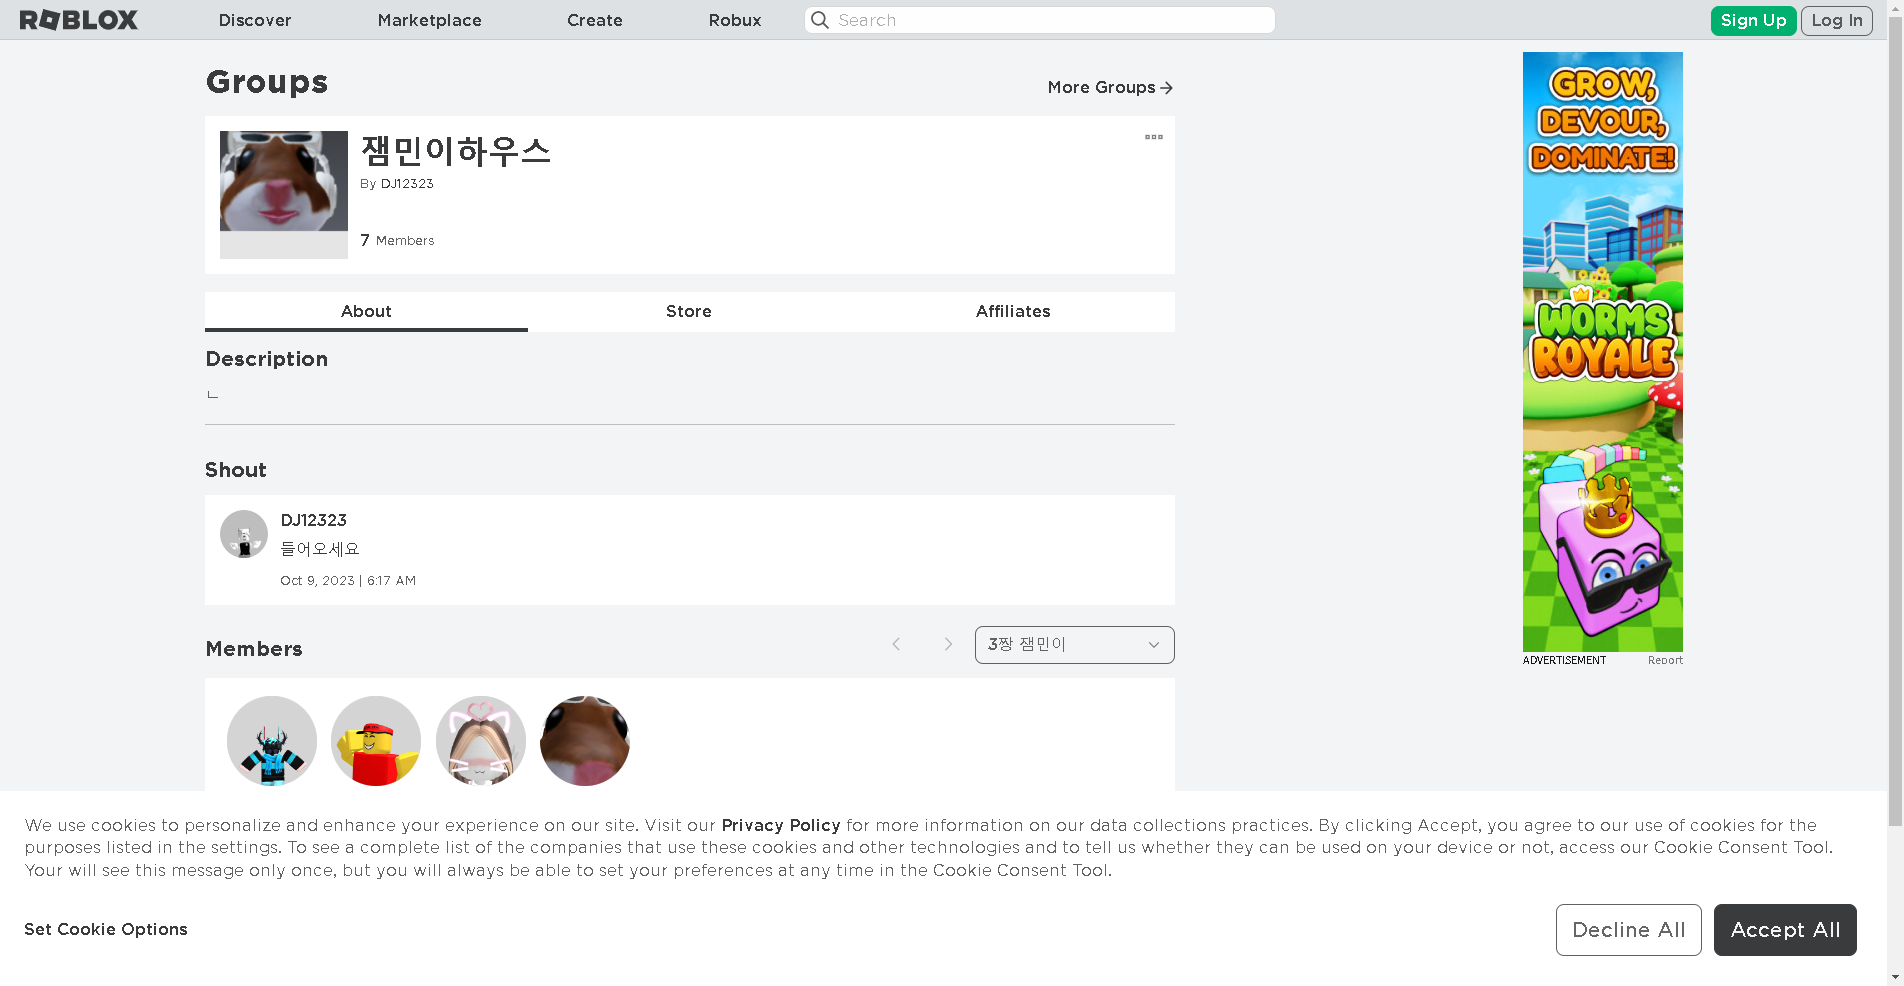 ROBLOX
Discover
Marketplace
Create
Robux
Search
Sign Up
Log In
Groups
More Groups
잼민이하우스
By DJ12323
7 Members
About
Store
Affiliates
Description
ㄴ
Shout
DJ12323
들어오세요
Oct 9, 2023 | 6:17 AM
Members
3짱 잼민이
GROW,
DEVOUR,
DOMINATE!
WORMS
ROYALE
ADVERTISEMENT
Report
We use cookies to personalize and enhance your experience on our site. Visit our Privacy Policy for more information on our data collections practices. By clicking Accept, you agree to our use of cookies for the
purposes listed in the settings. To see a complete list of the companies that use these cookies and other technologies and to tell us whether they can be used on your device or not, access our Cookie Consent Tool.
Your will see this message only once, but you will always be able to set your preferences at any time in the Cookie Consent Tool.
Set Cookie Options
Decline All
Accept All